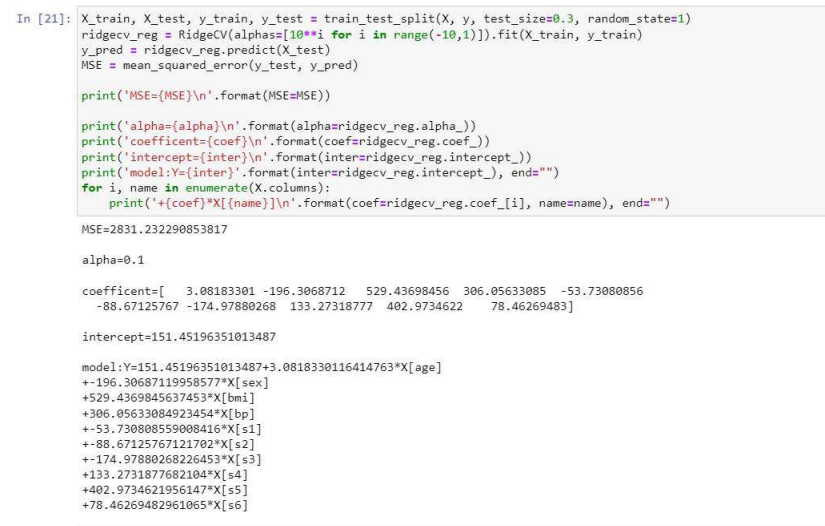 In [21]: X_train, X_test, y_train, y_test = train_test_split(X, y, test_size=0.3, random_state=1)
ridgecv_reg = RidgeCV(alphas=[10**i for i in range(-10,1)]).fit(X_train, y_train)
y_pred = ridgecv_reg.predict(X_test)
MSE = mean_squared_error(y_test, y_pred)
print('MSE={MSE}\n'.format(MSE=MSE))
print('alpha={alpha}\n'.format(alpha=ridgecv_reg.alpha_))
print('coefficent={coef}\n'.format(coef=ridgecv_reg.coef_))
print('intercept={inter}\n'.format(inter=ridgecv_reg.intercept_))
print('model:Y={inter}'.format(inter=ridgecv_reg.intercept_), end="")
for i, name in enumerate(X.columns):
    print('+{coef}*X[{name}]\n'.format(coef=ridgecv_reg.coef_[i], name=name), end="")
MSE=2831.232290853817
alpha=0.1
coefficent=[   3.08183301 -196.3068712   529.43698456  306.05633085  -53.73080856
  -88.67125767 -174.97880268  133.27318777  402.9734622    78.46269483]
intercept=151.45196351013487
model:Y=151.45196351013487+3.0818330116414763*X[age]
+-196.30687119958577*X[sex]
+529.4369845637453*X[bmi]
+306.05633084923454*X[bp]
+-53.730808559008416*X[s1]
+-88.67125767121702*X[s2]
+-174.97880268226453*X[s3]
+133.2731877682104*X[s4]
+402.9734621956147*X[s5]
+78.46269482961065*X[s6]